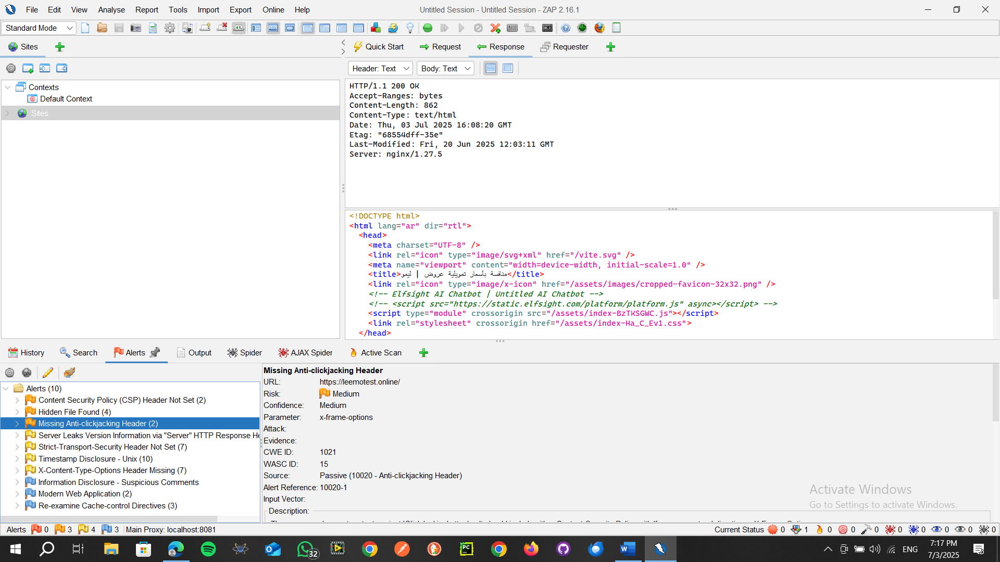 File Edit View Analyse Report Tools Import Export Online Help
Untitled Session - Untitled Session - ZAP 2.16.1
Standard Mode
Sites
Quick Start Request Response Requester
Header: Text Body: Text
Contexts
Default Context
Sites
HTTP/1.1 200 OK
Accept-Ranges: bytes
Content-Length: 862
Content-Type: text/html
Date: Thu, 03 Jul 2025 16:08:20 GMT
Etag: "68554dff-35e"
Last-Modified: Fri, 20 Jun 2025 12:03:11 GMT
Server: nginx/1.27.5
<!DOCTYPE html>
<html lang="ar" dir="rtl">
<head>
<meta charset="UTF-8" />
<link rel="icon" type="image/svg+xml" href="/vite.svg" />
<meta name="viewport" content="width=device-width, initial-scale=1.0" />
<title>ليمو | عروض تمويلية بأسعار منافسة</title>
<link rel="icon" type="image/x-icon" href="/assets/images/cropped-favicon-32x32.png" />
<!-- Elfsight AI Chatbot | Untitled AI Chatbot -->
<!-- <script src="https://static.elfsight.com/platform/platform.js" async></script> -->
<script type="module" crossorigin src="/assets/index-BzTKSGWC.js"></script>
<link rel="stylesheet" crossorigin href="/assets/index-Ha_C_Ev1.css">
</head>
History Search Alerts Output Spider AJAX Spider Active Scan
Alerts (10)
Content Security Policy (CSP) Header Not Set (2)
Hidden File Found (4)
Missing Anti-clickjacking Header (2)
Server Leaks Version Information via "Server" HTTP Response He
Strict-Transport-Security Header Not Set (7)
Timestamp Disclosure - Unix (10)
X-Content-Type-Options Header Missing (7)
Information Disclosure - Suspicious Comments
Modern Web Application (2)
Re-examine Cache-control Directives (3)
Missing Anti-clickjacking Header
URL: https://leemotest.online/
Risk: Medium
Confidence: Medium
Parameter: x-frame-options
Attack:
Evidence:
CWE ID: 1021
WASC ID: 15
Source: Passive (10020 - Anti-clickjacking Header)
Alert Reference: 10020-1
Input Vector:
Description:
Activate Windows
Go to Settings to activate Windows.
Alerts 0 3 4 3 Main Proxy: localhost:8081
Current Status 0 1 0 0 0 0 0 0 0 0
32
ENG
7:17 PM
7/3/2025